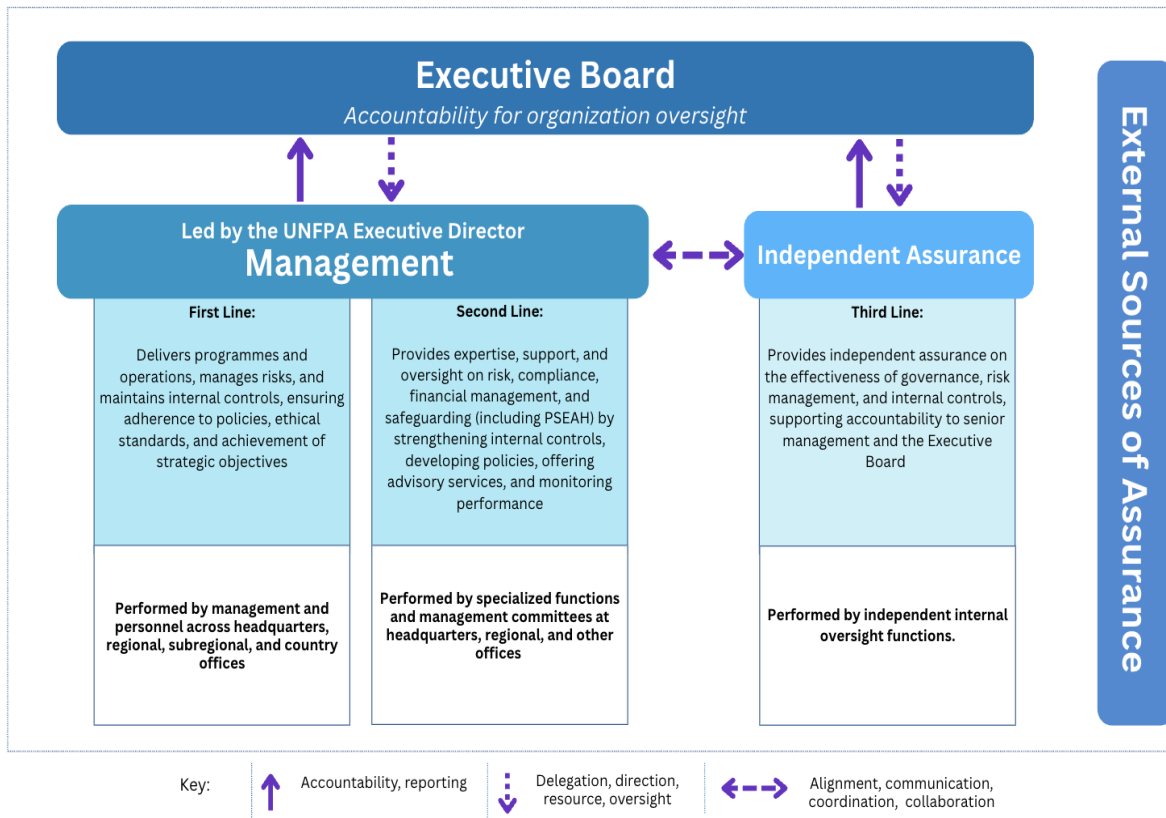 Executive Board
Accountability for organization oversight
Led by the UNFPA Executive Director
Management
Independent Assurance
First Line:
Delivers programmes and
operations, manages risks, and
maintains internal controls, ensuring
adherence to policies, ethical
standards, and achievement of
strategic objectives
Performed by management and
personnel across headquarters,
regional, subregional, and country
offices
Second Line:
Provides expertise, support, and
oversight on risk, compliance,
financial management, and
safeguarding (including PSEAH) by
strengthening internal controls,
developing policies, offering
advisory services, and monitoring
performance
Performed by specialized functions
and management committees at
headquarters, regional, and other
offices
Third Line:
Provides independent assurance on
the effectiveness of governance, risk
management, and internal controls,
supporting accountability to senior
management and the Executive
Board
Performed by independent internal
oversight functions.
External Sources of Assurance
Key:
Accountability, reporting
Delegation, direction,
resource, oversight
Alignment, communication,
coordination, collaboration